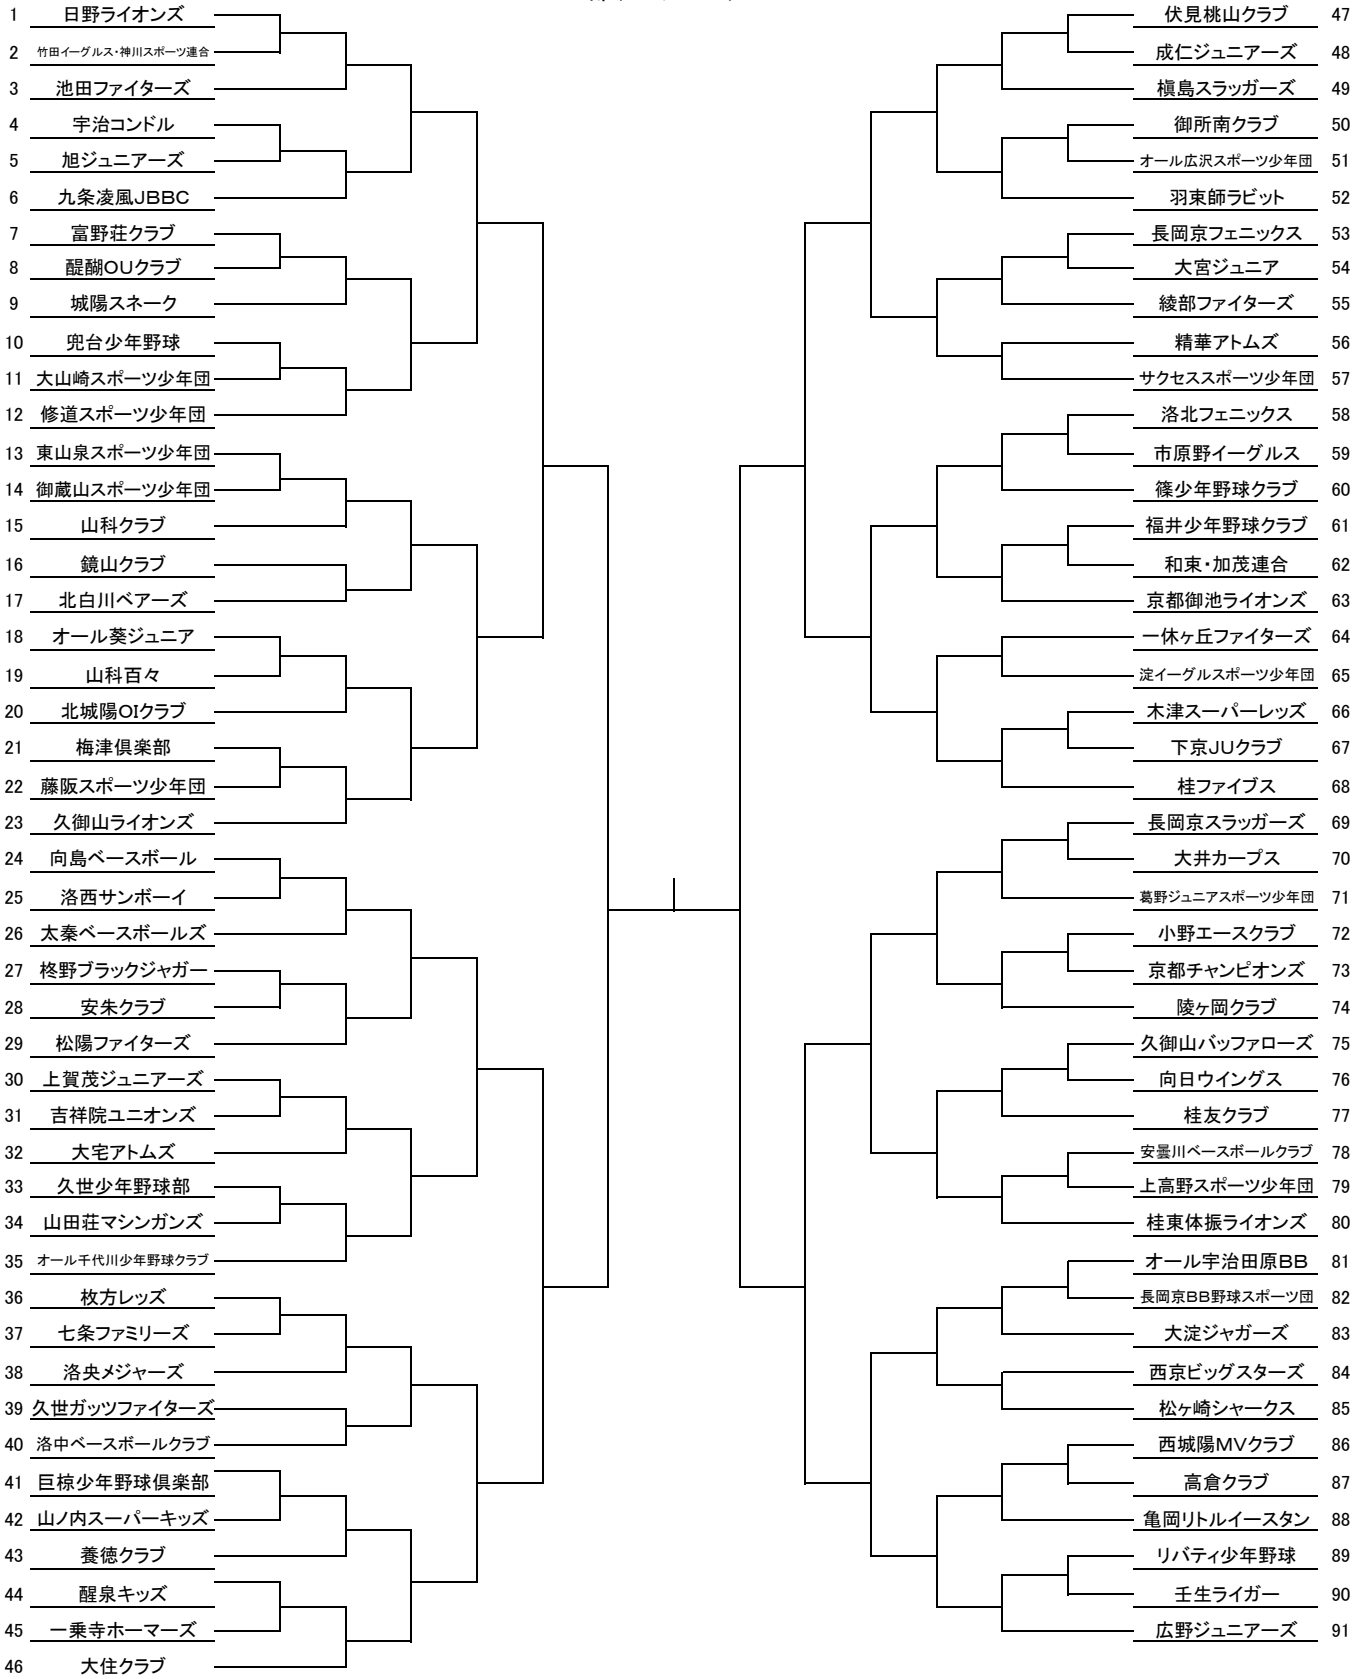 1 日野ライオンズ
2 竹田イーグルス・神川スポーツ連合
3 池田ファイターズ
4 宇治コンドル
5 旭ジュニアーズ
6 九条凌風JBBC
7 富野荘クラブ
8 醍醐OUクラブ
9 城陽スネーク
10 兜台少年野球
11 大山崎スポーツ少年団
12 修道スポーツ少年団
13 東山泉スポーツ少年団
14 御蔵山スポーツ少年団
15 山科クラブ
16 鏡山クラブ
17 北白川ベアーズ
18 オール葵ジュニア
19 山科百々
20 北城陽OIクラブ
21 梅津倶楽部
22 藤阪スポーツ少年団
23 久御山ライオンズ
24 向島ベースボール
25 洛西サンボーイ
26 太秦ベースボールズ
27 柊野ブラックジャガー
28 安朱クラブ
29 松陽ファイターズ
30 上賀茂ジュニアーズ
31 吉祥院ユニオンズ
32 大宅アトムズ
33 久世少年野球部
34 山田荘マシンガンズ
35 オール千代川少年野球クラブ
36 枚方レッズ
37 七条ファミリーズ
38 洛央メジャーズ
39 久世ガッツファイターズ
40 洛中ベースボールクラブ
41 巨椋少年野球倶楽部
42 山ノ内スーパーキッズ
43 養徳クラブ
44 醒泉キッズ
45 一乗寺ホーマーズ
46 大住クラブ
伏見桃山クラブ 47
成仁ジュニアーズ 48
槇島スラッガーズ 49
御所南クラブ 50
オール広沢スポーツ少年団 51
羽束師ラビット 52
長岡京フェニックス 53
大宮ジュニア 54
綾部ファイターズ 55
精華アトムズ 56
サクセススポーツ少年団 57
洛北フェニックス 58
市原野イーグルス 59
篠少年野球クラブ 60
福井少年野球クラブ 61
和束・加茂連合 62
京都御池ライオンズ 63
一休ヶ丘ファイターズ 64
淀イーグルスポーツ少年団 65
木津スーパーレッズ 66
下京JUクラブ 67
桂ファイブス 68
長岡京スラッガーズ 69
大井カープス 70
葛野ジュニアスポーツ少年団 71
小野エースクラブ 72
京都チャンピオンズ 73
陵ヶ岡クラブ 74
久御山バッファローズ 75
向日ウイングス 76
桂友クラブ 77
安曇川ベースボールクラブ 78
上高野スポーツ少年団 79
桂東体振ライオンズ 80
オール宇治田原BB 81
長岡京BB野球スポーツ団 82
大淀ジャガーズ 83
西京ビッグスターズ 84
松ヶ崎シャークス 85
西城陽MVクラブ 86
高倉クラブ 87
亀岡リトルイースタン 88
リバティ少年野球 89
壬生ライガー 90
広野ジュニアーズ 91